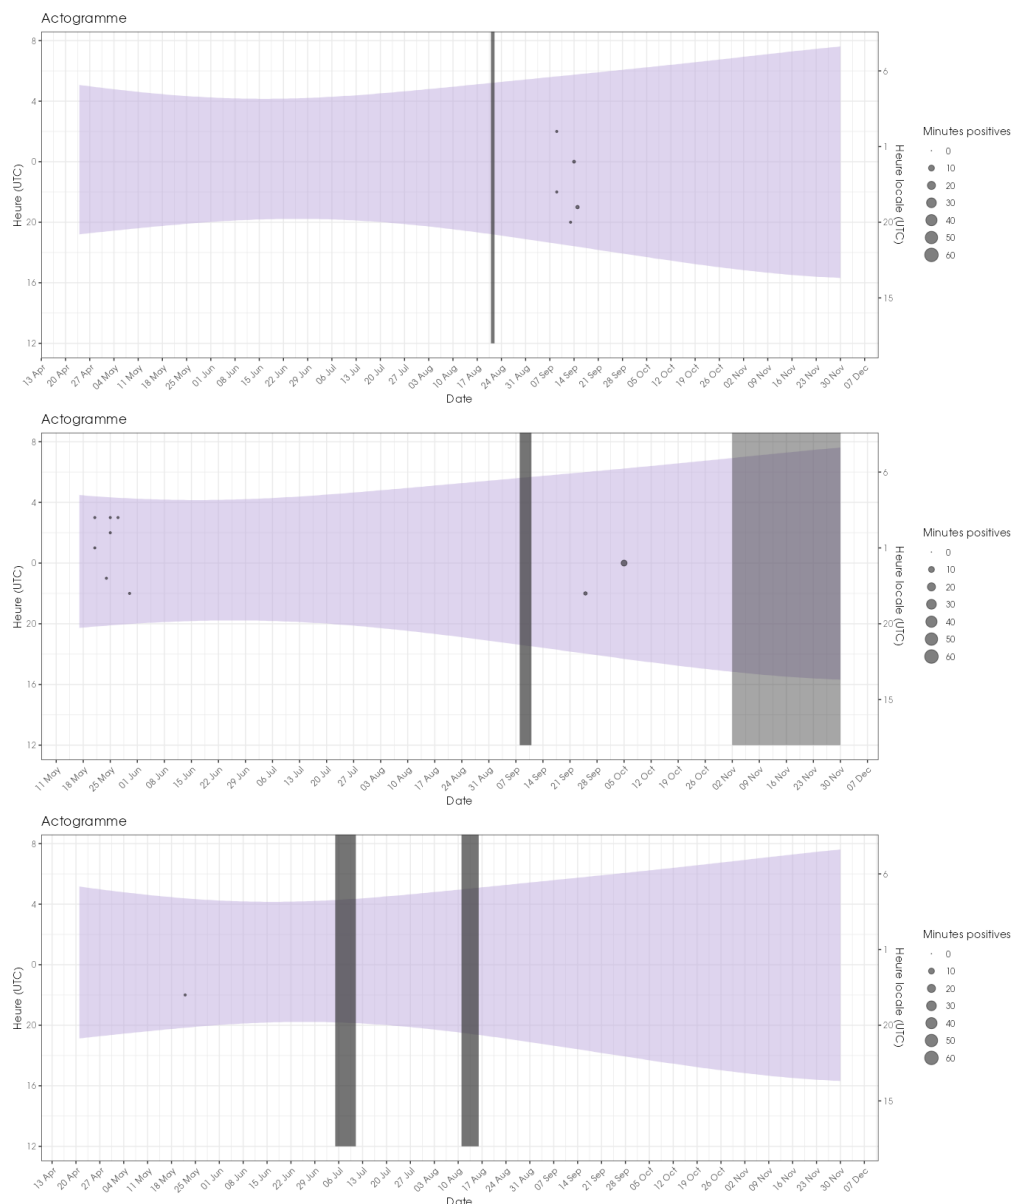 Actogramme
Heure (UTC)
8
4
0
20
16
12
13 Apr 20 Apr 27 Apr 04 May 11 May 18 May 25 May 01 Jun 08 Jun 15 Jun 22 Jun 29 Jun 06 Jul 13 Jul 20 Jul 27 Jul 03 Aug 10 Aug 17 Aug 24 Aug 31 Aug 07 Sep 14 Sep 21 Sep 28 Sep 05 Oct 12 Oct 19 Oct 26 Oct 02 Nov 09 Nov 16 Nov 23 Nov 30 Nov 07 Dec
Date
6
1
20
15
Heure locale (UTC)
Minutes positives
0
10
20
30
40
50
60
Actogramme
Heure (UTC)
8
4
0
20
16
12
11 May 18 May 25 May 01 Jun 08 Jun 15 Jun 22 Jun 29 Jun 06 Jul 13 Jul 20 Jul 27 Jul 03 Aug 10 Aug 17 Aug 24 Aug 31 Aug 07 Sep 14 Sep 21 Sep 28 Sep 05 Oct 12 Oct 19 Oct 26 Oct 02 Nov 09 Nov 16 Nov 23 Nov 30 Nov 07 Dec
Date
6
1
20
15
Heure locale (UTC)
Minutes positives
0
10
20
30
40
50
60
Actogramme
Heure (UTC)
8
4
0
20
16
12
13 Apr 20 Apr 27 Apr 04 May 11 May 18 May 25 May 01 Jun 08 Jun 15 Jun 22 Jun 29 Jun 06 Jul 13 Jul 20 Jul 27 Jul 03 Aug 10 Aug 17 Aug 24 Aug 31 Aug 07 Sep 14 Sep 21 Sep 28 Sep 05 Oct 12 Oct 19 Oct 26 Oct 02 Nov 09 Nov 16 Nov 23 Nov 30 Nov 07 Dec
Date
6
1
20
15
Heure locale (UTC)
Minutes positives
0
10
20
30
40
50
60